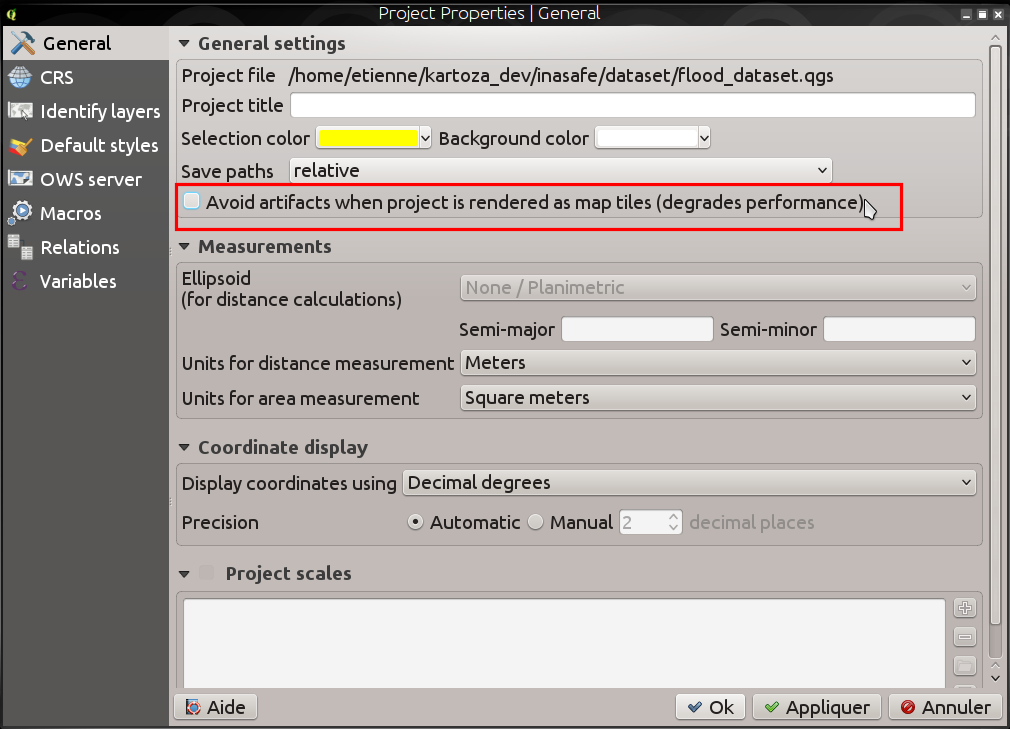 Project Properties | General
General
CRS
Identify layers
Default styles
OWS server
Macros
Relations
Variables
General settings
Project file /home/etienne/kartoza_dev/inasafe/dataset/flood_dataset.qgs
Project title
Selection color Background color
Save paths relative
Avoid artifacts when project is rendered as map tiles (degrades performance)
Measurements
Ellipsoid
(for distance calculations) None / Planimetric
Semi-major Semi-minor
Units for distance measurement Meters
Units for area measurement Square meters
Coordinate display
Display coordinates using Decimal degrees
Precision Automatic Manual 2 decimal places
Project scales
Aide Ok Appliquer Annuler